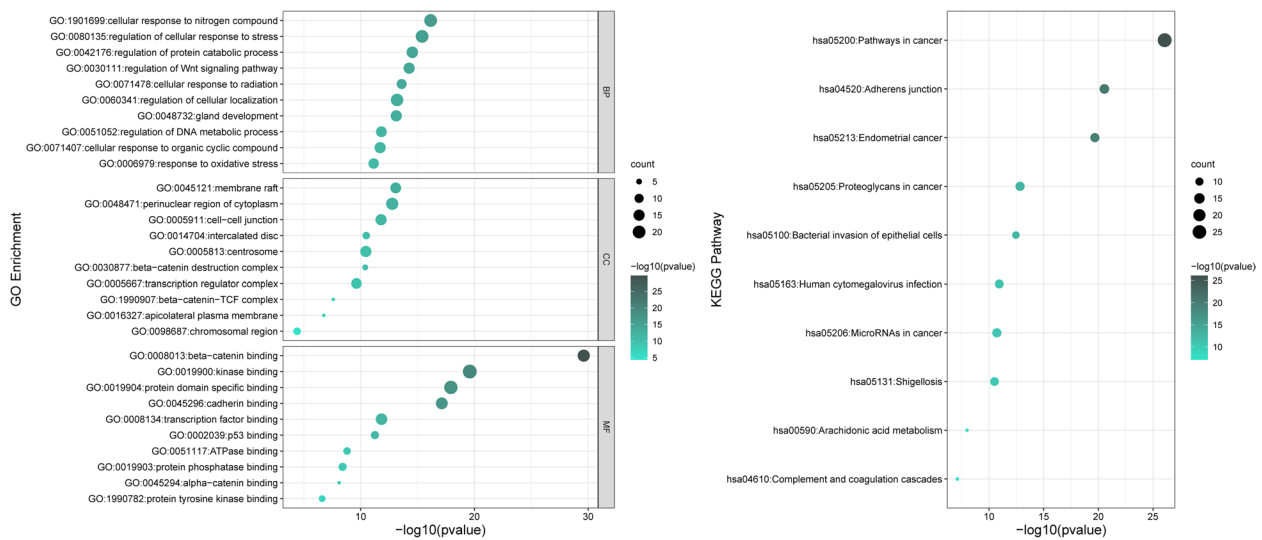 GO Enrichment
GO:1901699:cellular response to nitrogen compound
GO:0080135:regulation of cellular response to stress
GO:0042176:regulation of protein catabolic process
GO:0030111:regulation of Wnt signaling pathway
GO:0071478:cellular response to radiation
GO:0060341:regulation of cellular localization
GO:0048732:gland development
GO:0051052:regulation of DNA metabolic process
GO:0071407:cellular response to organic cyclic compound
GO:0006979:response to oxidative stress
BP
GO:0045121:membrane raft
GO:0048471:perinuclear region of cytoplasm
GO:0005911:cell−cell junction
GO:0014704:intercalated disc
GO:0005813:centrosome
GO:0030877:beta−catenin destruction complex
GO:0005667:transcription regulator complex
GO:1990907:beta−catenin−TCF complex
GO:0016327:apicolateral plasma membrane
GO:0098687:chromosomal region
CC
GO:0008013:beta−catenin binding
GO:0019900:kinase binding
GO:0019904:protein domain specific binding
GO:0045296:cadherin binding
GO:0008134:transcription factor binding
GO:0002039:p53 binding
GO:0051117:ATPase binding
GO:0019903:protein phosphatase binding
GO:0045294:alpha−catenin binding
GO:1990782:protein tyrosine kinase binding
MF
10 20 30
−log10(pvalue)
count
5
10
15
20
−log10(pvalue)
25
20
15
10
5
KEGG Pathway
hsa05200:Pathways in cancer
hsa04520:Adherens junction
hsa05213:Endometrial cancer
hsa05205:Proteoglycans in cancer
hsa05100:Bacterial invasion of epithelial cells
hsa05163:Human cytomegalovirus infection
hsa05206:MicroRNAs in cancer
hsa05131:Shigellosis
hsa00590:Arachidonic acid metabolism
hsa04610:Complement and coagulation cascades
10 15 20 25
−log10(pvalue)
count
10
15
20
25
−log10(pvalue)
25
20
15
10